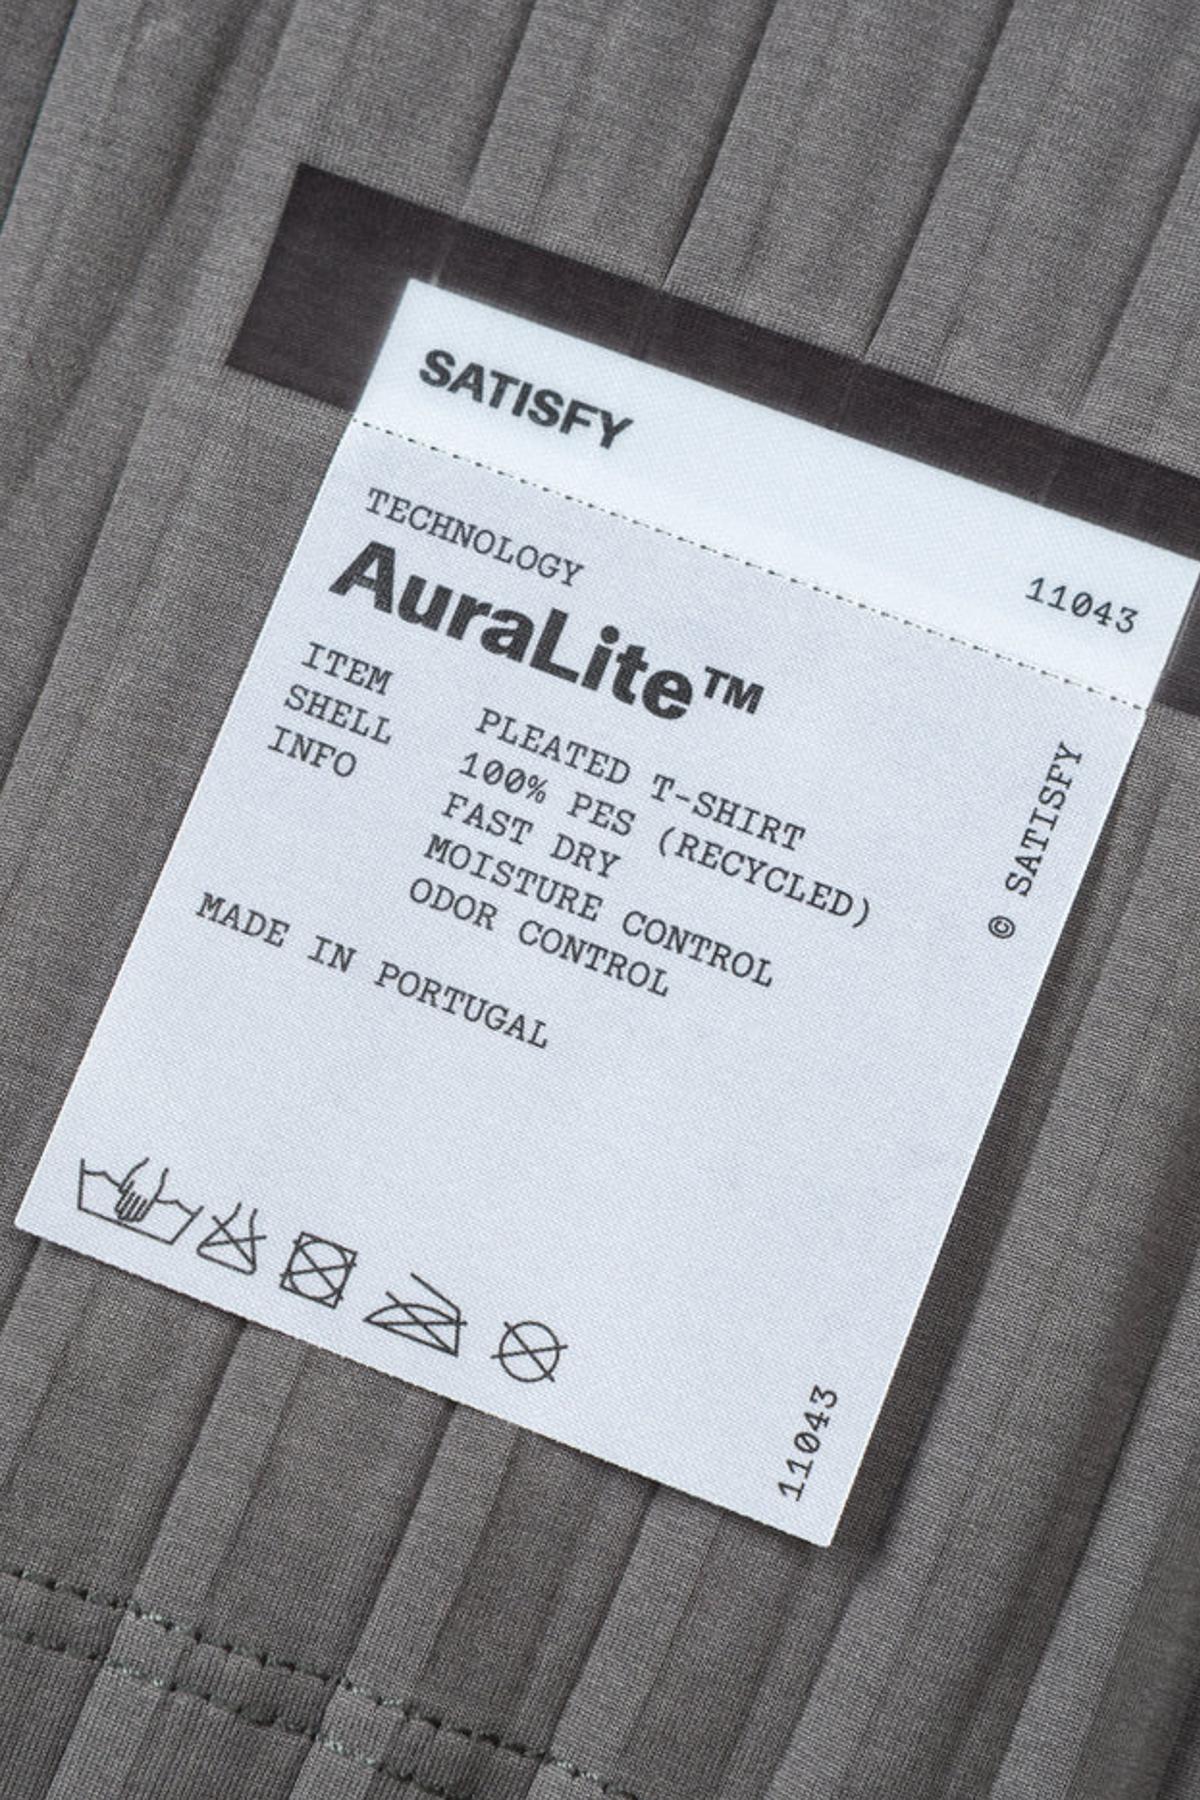 SATISFY
11043
TECHNOLOGY
AuraLite™
ITEM PLEATED T-SHIRT
SHELL 100% PES (RECYCLED)
INFO FAST DRY
MOISTURE CONTROL
ODOR CONTROL
MADE IN PORTUGAL
© SATISFY
11043